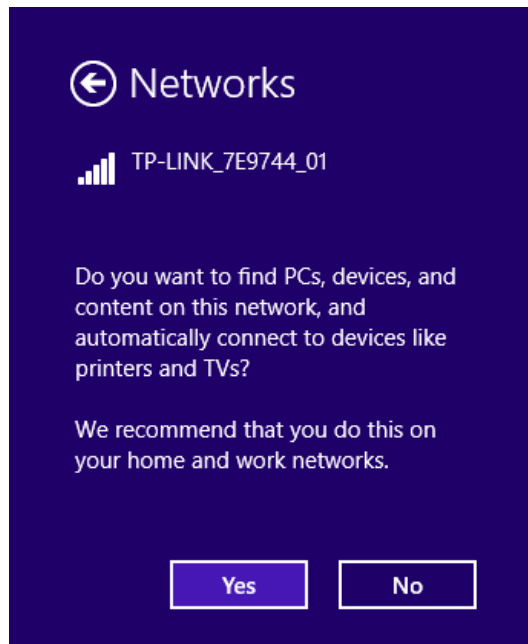 Networks
TP-LINK_7E9744_01
Do you want to find PCs, devices, and
content on this network, and
automatically connect to devices like
printers and TVs?
We recommend that you do this on
your home and work networks.
Yes No